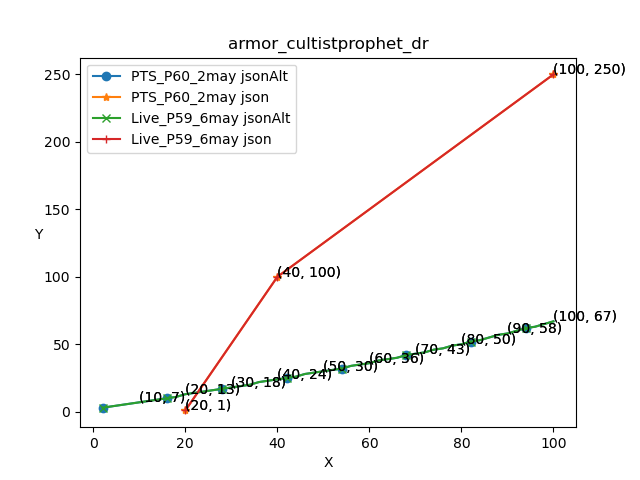 armor_cultistprophet_dr
PTS_P60_2may jsonAlt
PTS_P60_2may json
Live_P59_6may jsonAlt
Live_P59_6may json
(100, 250)
(40, 100)
(100, 67)
(90, 58)
(80, 50)
(70, 43)
(60, 36)
(50, 30)
(40, 24)
(30, 18)
(20, 13)
(10, 7)
(20, 1)
250
200
150
100
50
0
Y
0 20 40 60 80 100
X